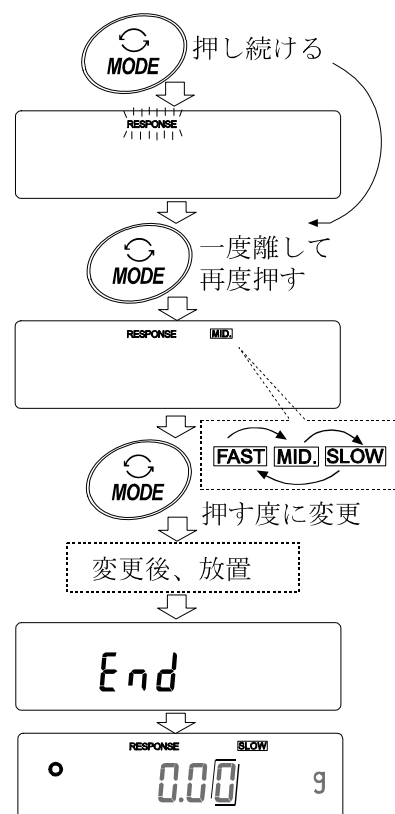 MODE
押し続ける
RESPONSE
MODE
一度離して
再度押す
RESPONSE MID.
FAST MID. SLOW
MODE
押す度に変更
変更後、放置
End
RESPONSE SLOW
0.00 g